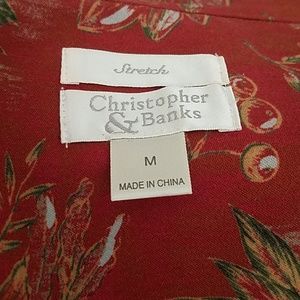 Stretch
Christopher
& Banks
M
MADE IN CHINA